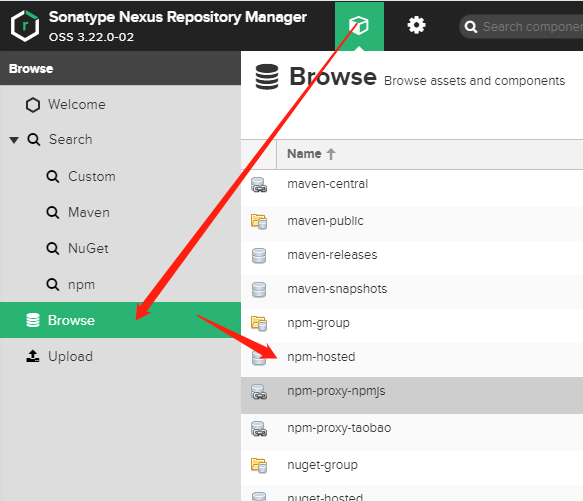 Sonatype Nexus Repository Manager
OSS 3.22.0-02
Search compone
Browse
Welcome
Search
Custom
Maven
NuGet
npm
Browse
Upload
Browse Browse assets and components
Name
maven-central
maven-public
maven-releases
maven-snapshots
npm-group
npm-hosted
npm-proxy-npmjs
npm-proxy-taobao
nuget-group
nuget-hosted